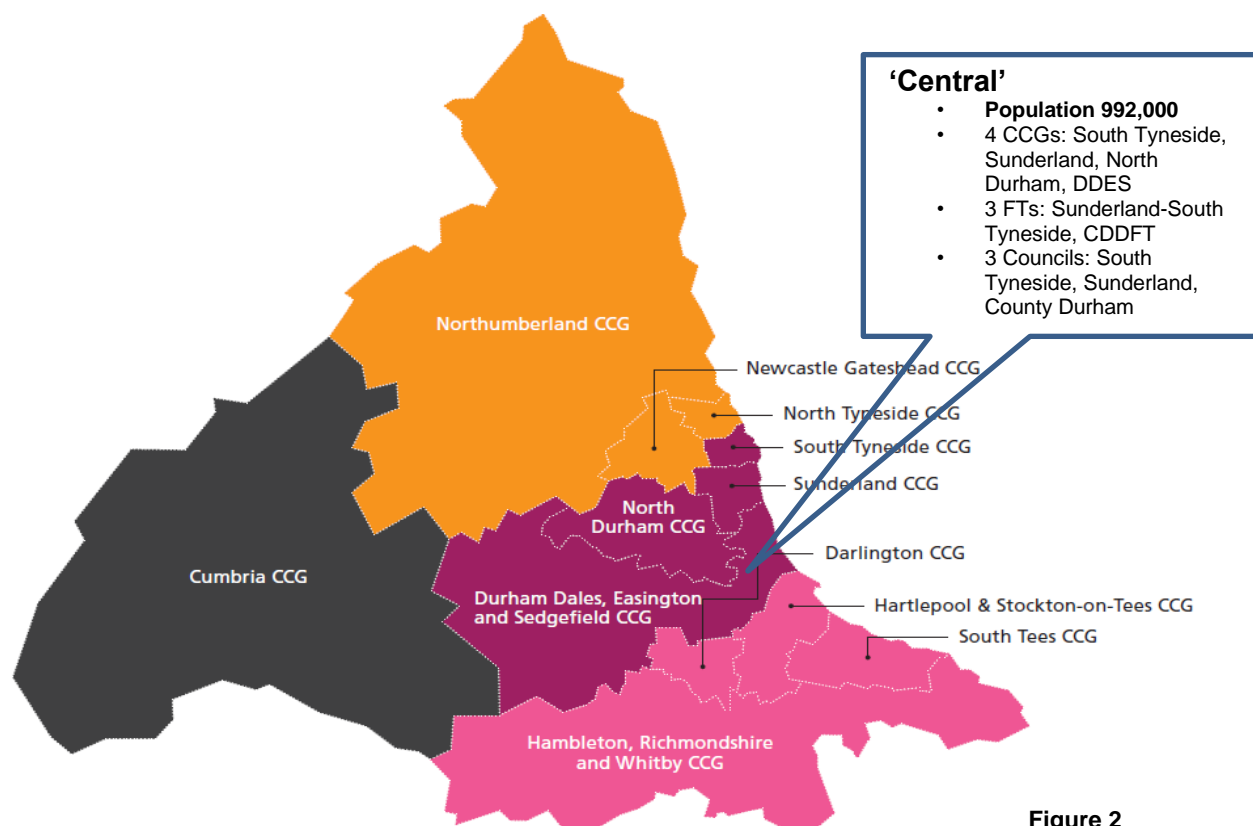 ‘Central’
• Population 992,000
• 4 CCGs: South Tyneside,
Sunderland, North
Durham, DDES
• 3 FTs: Sunderland-South
Tyneside, CDDFT
• 3 Councils: South
Tyneside, Sunderland,
County Durham
Northumberland CCG
Newcastle Gateshead CCG
North Tyneside CCG
South Tyneside CCG
Sunderland CCG
North
Durham CCG
Darlington CCG
Cumbria CCG
Durham Dales, Easington
and Sedgefield CCG
Hartlepool & Stockton-on-Tees CCG
South Tees CCG
Hambleton, Richmondshire
and Whitby CCG
Figure 2